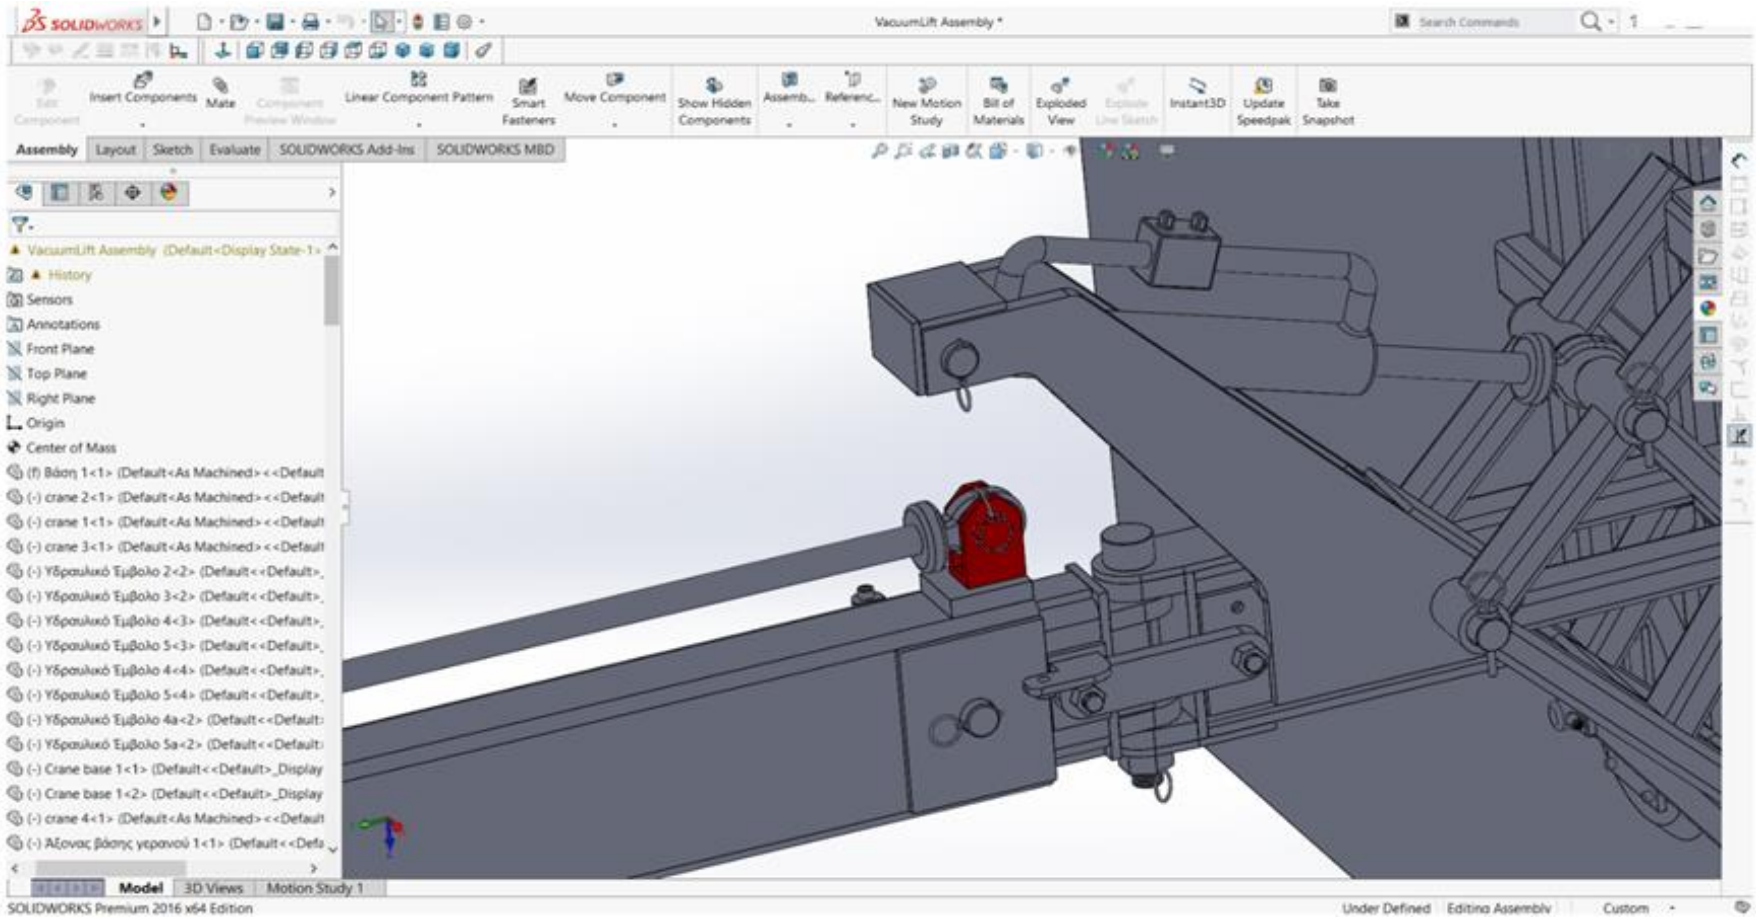 SOLIDWORKS
VacuumLift Assembly *
Search Commands
Edit Component
Insert Components
Mate
Component Preview Window
Linear Component Pattern
Smart Fasteners
Move Component
Show Hidden Components
Assemb...
Referenc...
New Motion Study
Bill of Materials
Exploded View
Explode Line Sketch
Instant3D
Update Speedpak
Take Snapshot
Assembly
Layout
Sketch
Evaluate
SOLIDWORKS Add-Ins
SOLIDWORKS MBD
VacuumLift Assembly (Default<Display State-1>
History
Sensors
Annotations
Front Plane
Top Plane
Right Plane
Origin
Center of Mass
(f) Βάση 1<1> (Default<As Machined><<Default
(-) crane 2<1> (Default<As Machined><<Default
(-) crane 1<1> (Default<As Machined><<Default
(-) crane 3<1> (Default<As Machined><<Default
(-) Υδραυλικό Έμβολο 2<2> (Default<<Default>_
(-) Υδραυλικό Έμβολο 3<2> (Default<<Default>_
(-) Υδραυλικό Έμβολο 4<3> (Default<<Default>_
(-) Υδραυλικό Έμβολο 5<3> (Default<<Default>_
(-) Υδραυλικό Έμβολο 4<4> (Default<<Default>_
(-) Υδραυλικό Έμβολο 5<4> (Default<<Default>_
(-) Υδραυλικό Έμβολο 4a<2> (Default<<Default>
(-) Υδραυλικό Έμβολο 5a<2> (Default<<Default>
(-) Crane base 1<1> (Default<<Default>_Display
(-) Crane base 1<2> (Default<<Default>_Display
(-) crane 4<1> (Default<As Machined><<Default
(-) Άξονας βάσης γερανού 1<1> (Default<<Defa
Model
3D Views
Motion Study 1
SOLIDWORKS Premium 2016 x64 Edition
Under Defined
Editing Assembly
Custom